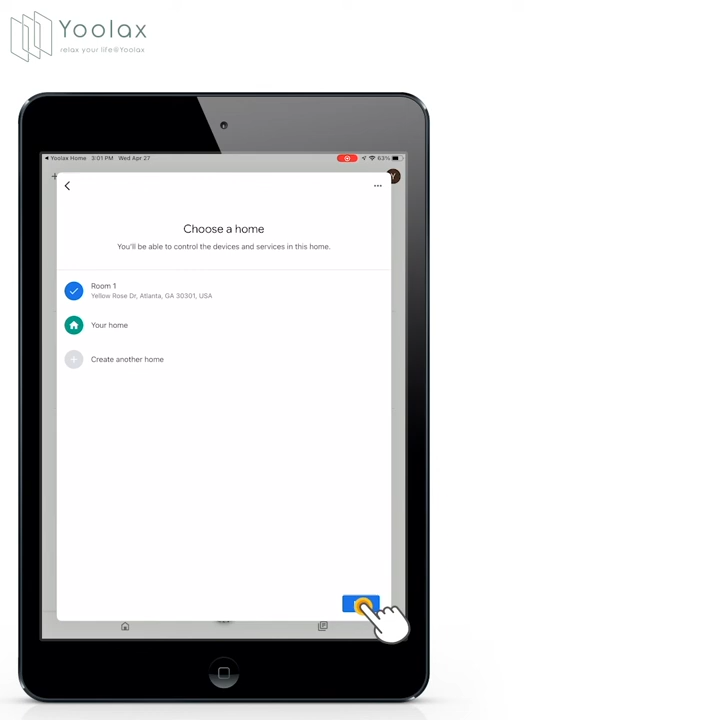 Yoolax
relax your life@Yoolax
Yoolax Home 3:01 PM Wed Apr 27
63%
Y
Choose a home
You'll be able to control the devices and services in this home.
Room 1
Yellow Rose Dr, Atlanta, GA 30301, USA
Your home
Create another home